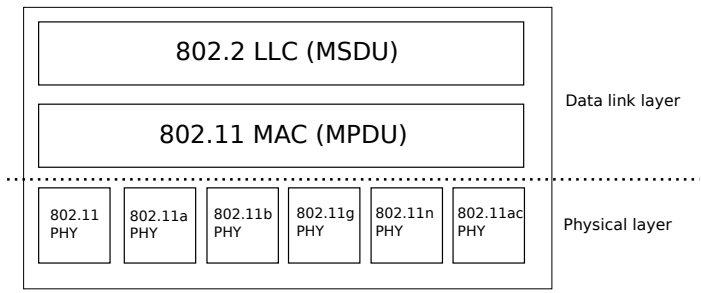 802.2 LLC (MSDU)
Data link layer
802.11 MAC (MPDU)
802.11
PHY
802.11a
PHY
802.11b
PHY
802.11g
PHY
802.11n
PHY
802.11ac
PHY
Physical layer